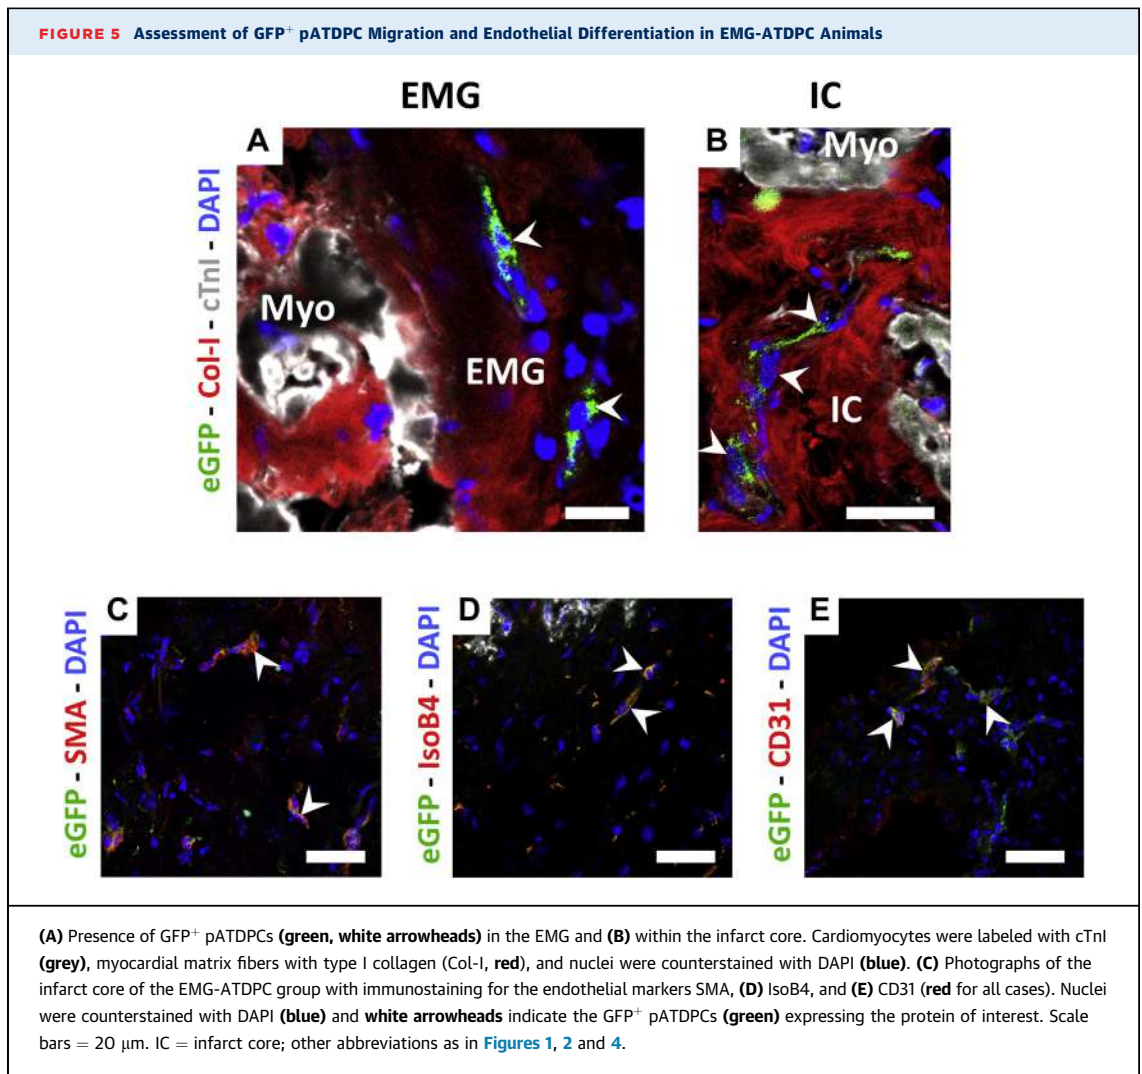 FIGURE 5 Assessment of GFP⁺ pATDPC Migration and Endothelial Differentiation in EMG-ATDPC Animals
EMG
IC
eGFP - Col-I - cTnI - DAPI
A
Myo
EMG
B
Myo
IC
eGFP - SMA - DAPI
C
eGFP - IsoB4 - DAPI
D
eGFP - CD31 - DAPI
E
(A) Presence of GFP⁺ pATDPCs (green, white arrowheads) in the EMG and (B) within the infarct core. Cardiomyocytes were labeled with cTnI
(grey), myocardial matrix fibers with type I collagen (Col-I, red), and nuclei were counterstained with DAPI (blue). (C) Photographs of the
infarct core of the EMG-ATDPC group with immunostaining for the endothelial markers SMA, (D) IsoB4, and (E) CD31 (red for all cases). Nuclei
were counterstained with DAPI (blue) and white arrowheads indicate the GFP⁺ pATDPCs (green) expressing the protein of interest. Scale
bars = 20 μm. IC = infarct core; other abbreviations as in Figures 1, 2 and 4.